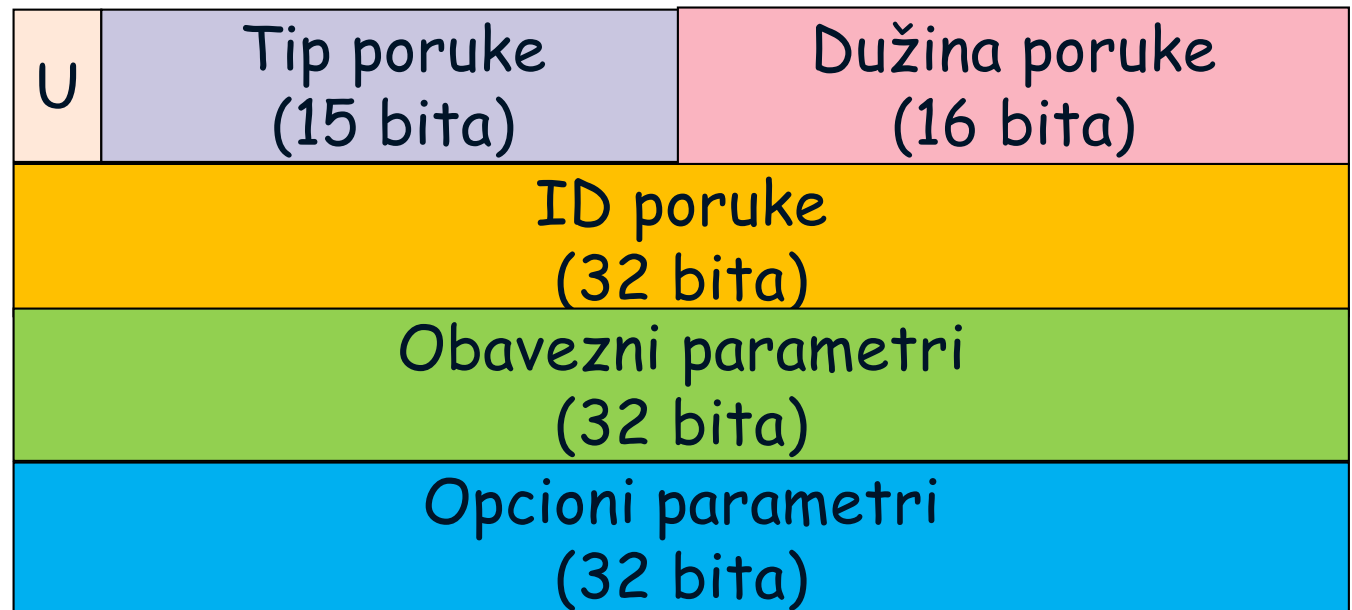 U
Tip poruke
(15 bita)
Dužina poruke
(16 bita)
ID poruke
(32 bita)
Obavezni parametri
(32 bita)
Opcioni parametri
(32 bita)